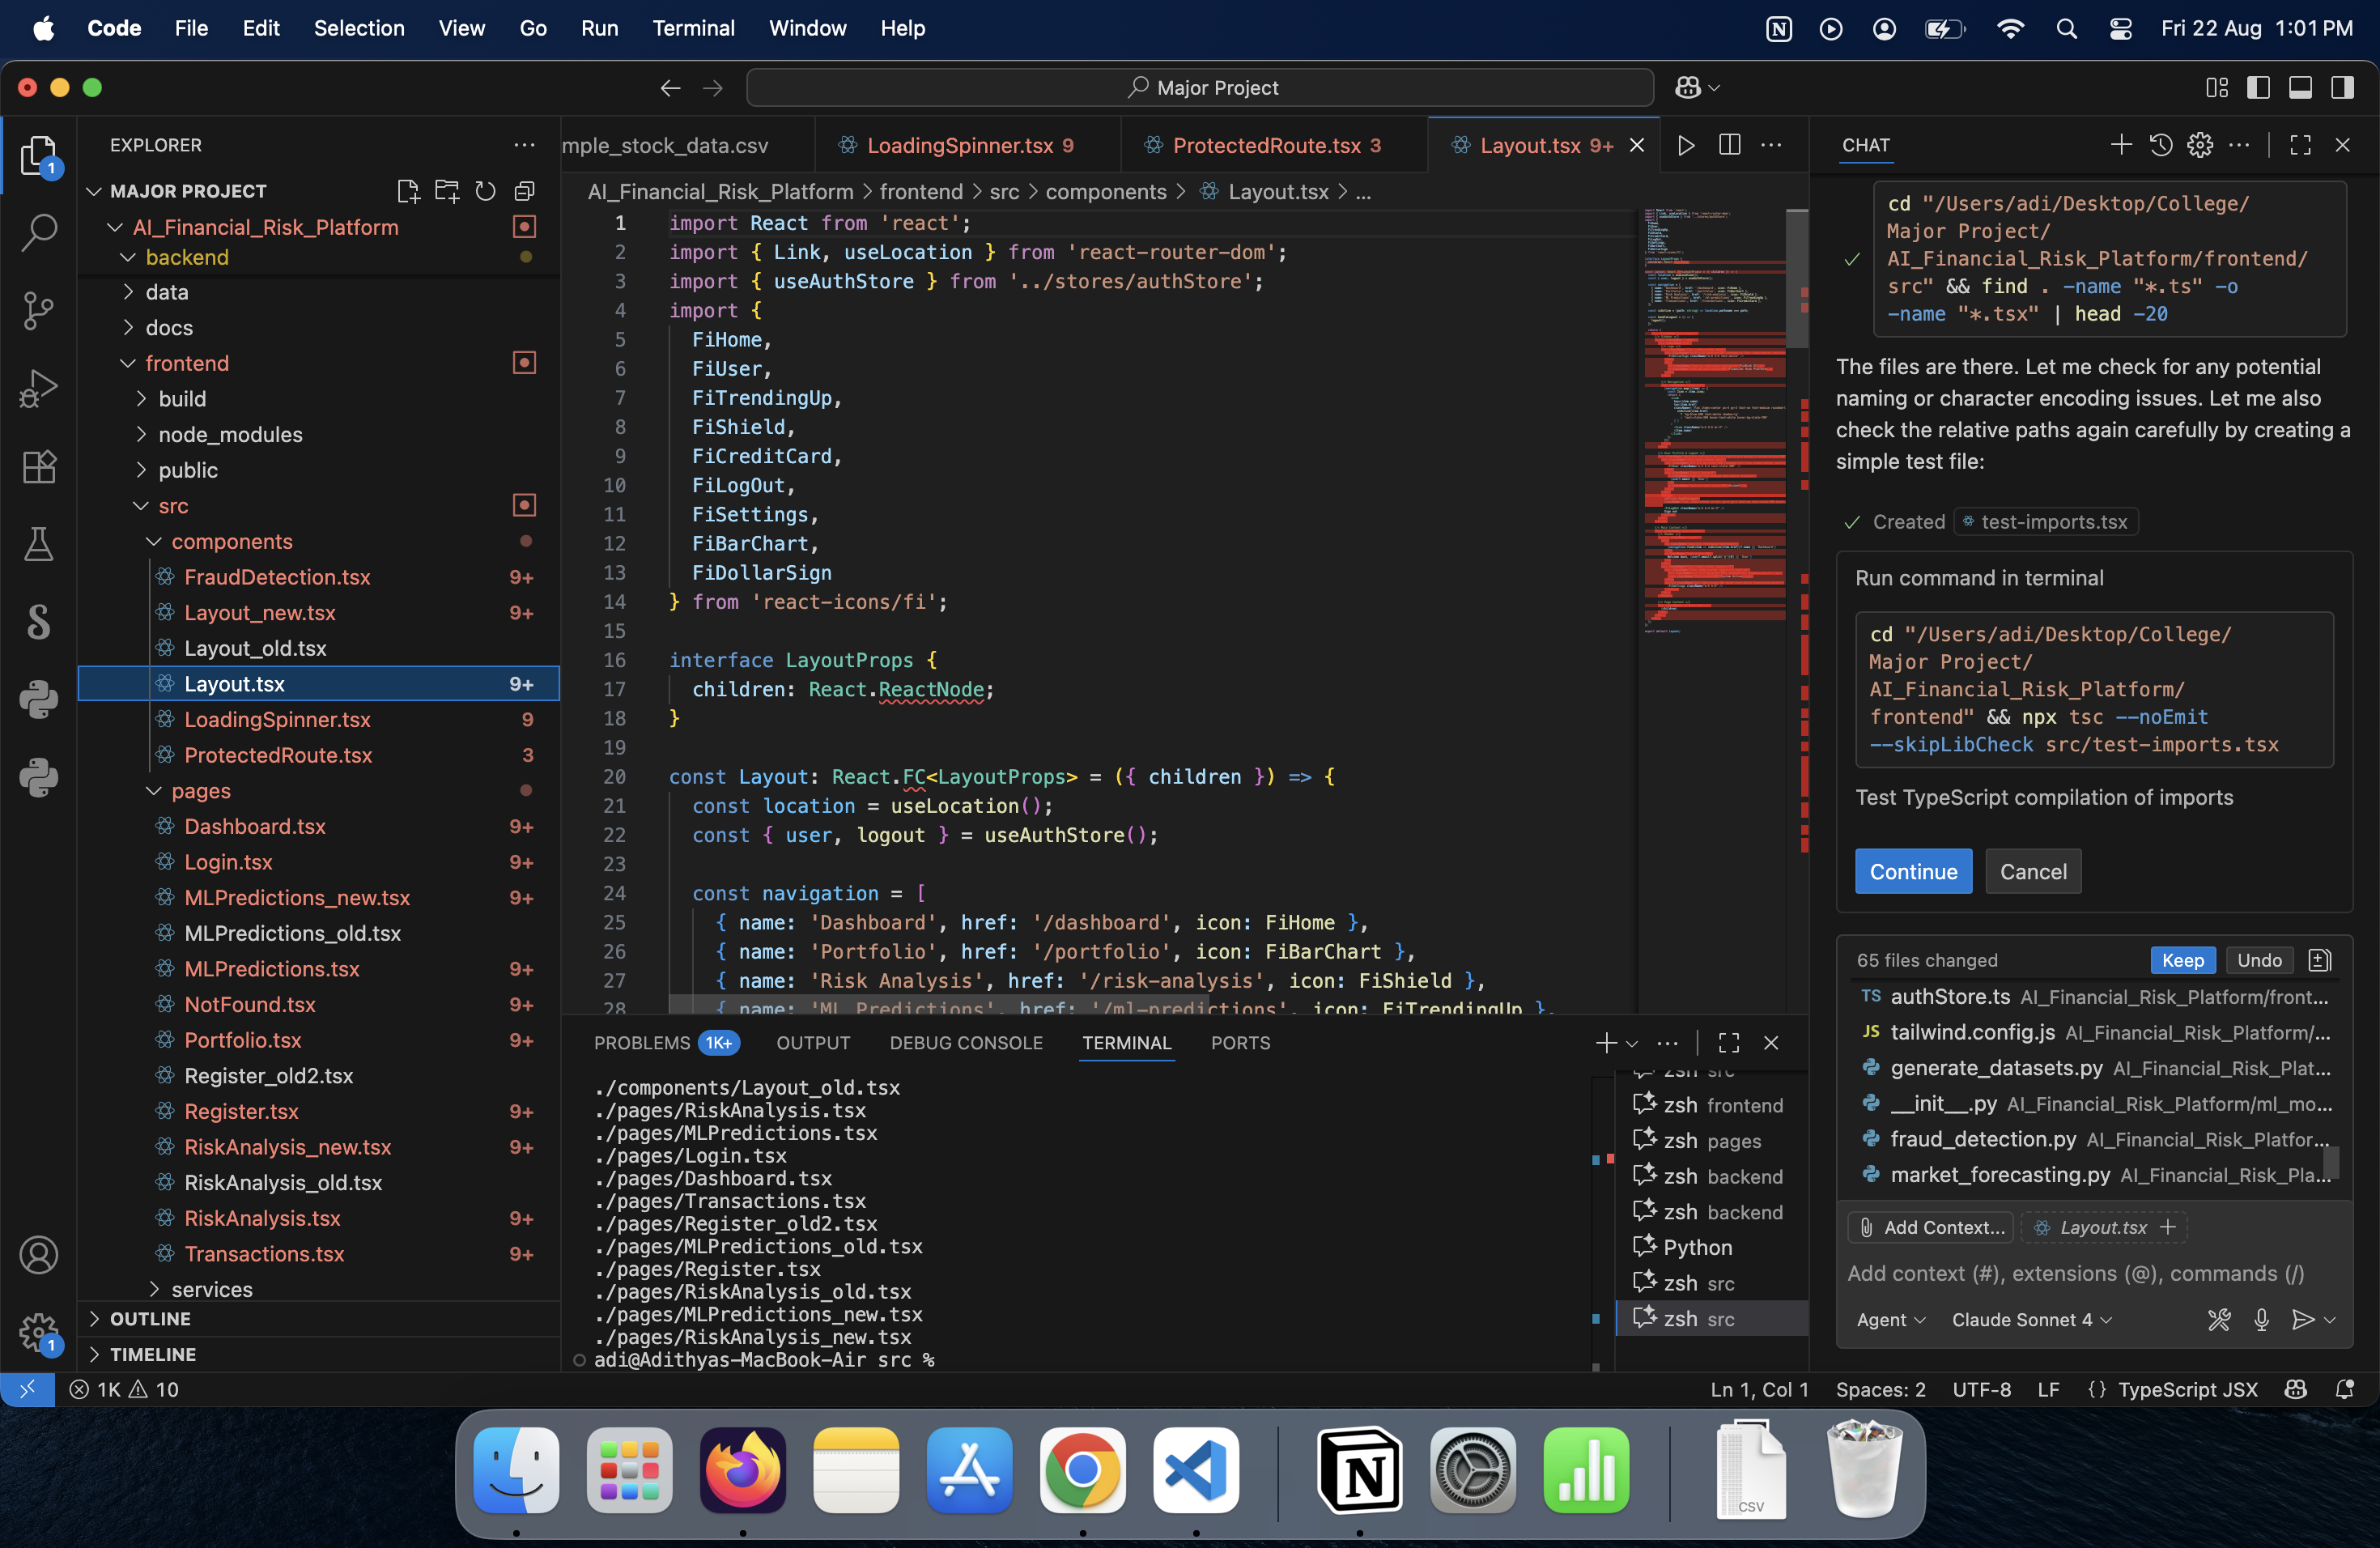 Code File Edit Selection View Go Run Terminal Window Help
Fri 22 Aug 1:01 PM
Major Project
EXPLORER
MAJOR PROJECT
AI_Financial_Risk_Platform
backend
data
docs
frontend
build
node_modules
public
src
components
FraudDetection.tsx 9+
Layout_new.tsx 9+
Layout_old.tsx
Layout.tsx 9+
LoadingSpinner.tsx 9
ProtectedRoute.tsx 3
pages
Dashboard.tsx 9+
Login.tsx 9+
MLPredictions_new.tsx 9+
MLPredictions_old.tsx
MLPredictions.tsx 9+
NotFound.tsx 9+
Portfolio.tsx 9+
Register_old2.tsx
Register.tsx 9+
RiskAnalysis_new.tsx 9+
RiskAnalysis_old.tsx
RiskAnalysis.tsx 9+
Transactions.tsx 9+
services
OUTLINE
TIMELINE
1
1
mple_stock_data.csv
LoadingSpinner.tsx 9
ProtectedRoute.tsx 3
Layout.tsx 9+
AI_Financial_Risk_Platform > frontend > src > components > Layout.tsx > ...
1 import React from 'react';
2 import { Link, useLocation } from 'react-router-dom';
3 import { useAuthStore } from '../stores/authStore';
4 import {
5 FiHome,
6 FiUser,
7 FiTrendingUp,
8 FiShield,
9 FiCreditCard,
10 FiLogOut,
11 FiSettings,
12 FiBarChart,
13 FiDollarSign
14 } from 'react-icons/fi';
15
16 interface LayoutProps {
17 children: React.ReactNode;
18 }
19
20 const Layout: React.FC<LayoutProps> = ({ children }) => {
21 const location = useLocation();
22 const { user, logout } = useAuthStore();
23
24 const navigation = [
25 { name: 'Dashboard', href: '/dashboard', icon: FiHome },
26 { name: 'Portfolio', href: '/portfolio', icon: FiBarChart },
27 { name: 'Risk Analysis', href: '/risk-analysis', icon: FiShield },
28 { name: 'ML Predictions', href: '/ml-predictions', icon: FiTrendingUp },
PROBLEMS 1K+ OUTPUT DEBUG CONSOLE TERMINAL PORTS
./components/Layout_old.tsx
./pages/RiskAnalysis.tsx
./pages/MLPredictions.tsx
./pages/Login.tsx
./pages/Dashboard.tsx
./pages/Transactions.tsx
./pages/Register_old2.tsx
./pages/MLPredictions_old.tsx
./pages/Register.tsx
./pages/RiskAnalysis_old.tsx
./pages/MLPredictions_new.tsx
./pages/RiskAnalysis_new.tsx
adi@Adithyas-MacBook-Air src %
zsh src
zsh frontend
zsh pages
zsh backend
zsh backend
Python
zsh src
zsh src
CHAT
cd "/Users/adi/Desktop/College/
Major Project/
AI_Financial_Risk_Platform/frontend/
src" && find . -name "*.ts" -o
-name "*.tsx" | head -20
The files are there. Let me check for any potential
naming or character encoding issues. Let me also
check the relative paths again carefully by creating a
simple test file:
Created test-imports.tsx
Run command in terminal
cd "/Users/adi/Desktop/College/
Major Project/
AI_Financial_Risk_Platform/
frontend" && npx tsc --noEmit
--skipLibCheck src/test-imports.tsx
Test TypeScript compilation of imports
Continue Cancel
65 files changed Keep Undo
TS authStore.ts AI_Financial_Risk_Platform/front...
JS tailwind.config.js AI_Financial_Risk_Platform/...
generate_datasets.py AI_Financial_Risk_Plat...
__init__.py AI_Financial_Risk_Platform/ml_mo...
fraud_detection.py AI_Financial_Risk_Platfor...
market_forecasting.py AI_Financial_Risk_Pla...
Add Context... Layout.tsx
Add context (#), extensions (@), commands (/)
Agent Claude Sonnet 4
1K 10
Ln 1, Col 1 Spaces: 2 UTF-8 LF {} TypeScript JSX
CSV